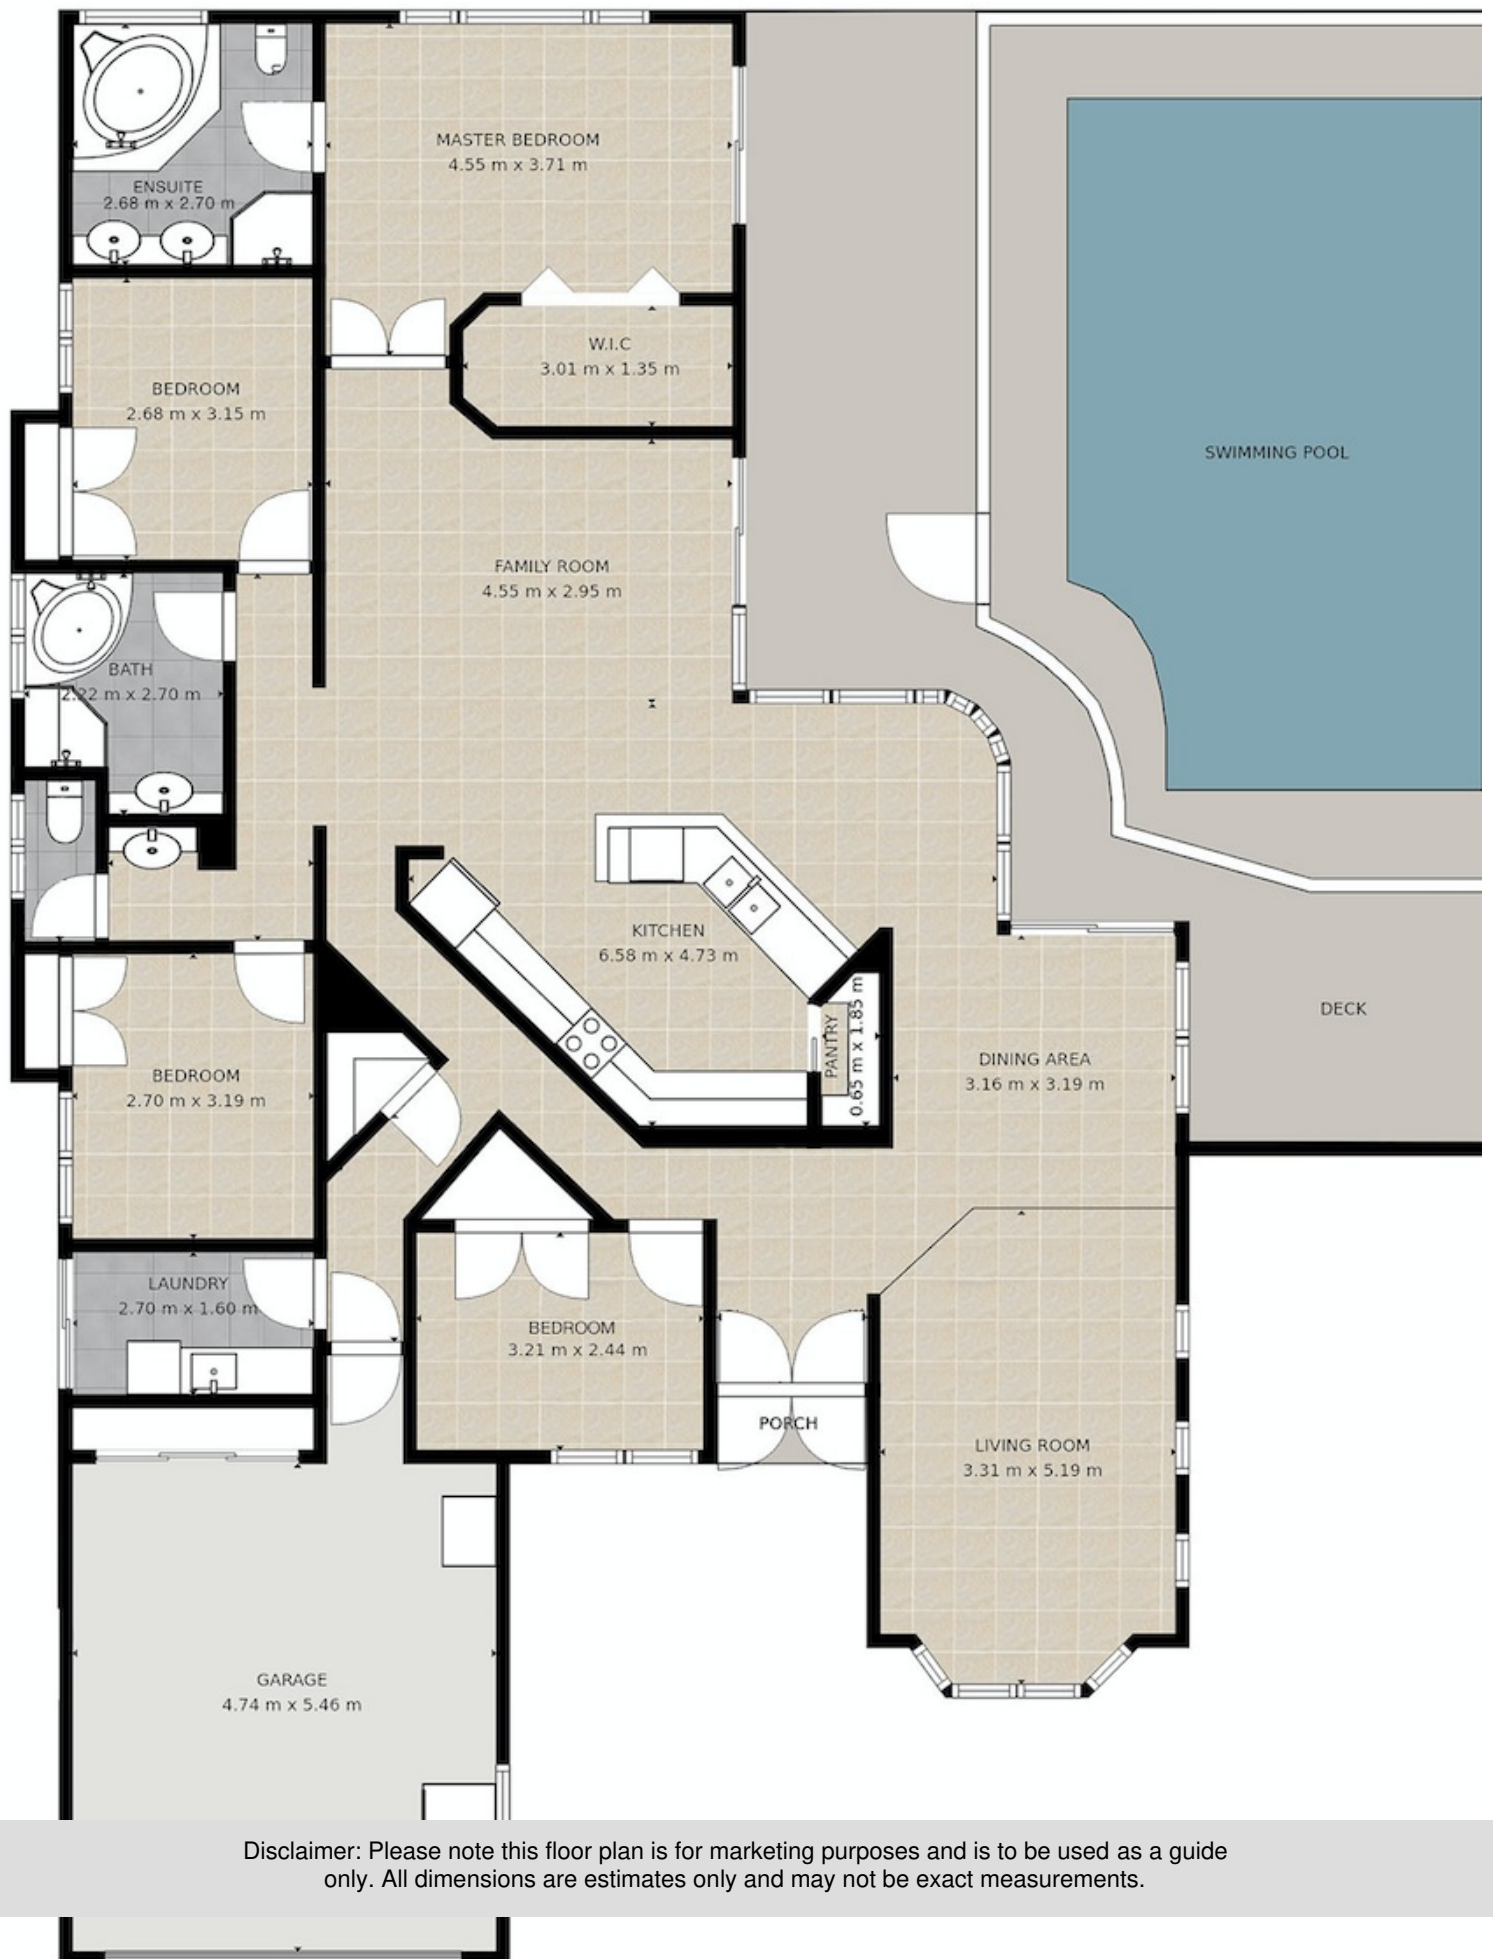 MASTER BEDROOM
4.55 m x 3.71 m
ENSUITE
2.68 m x 2.70 m
W.I.C
3.01 m x 1.35 m
BEDROOM
2.68 m x 3.15 m
SWIMMING POOL
FAMILY ROOM
4.55 m x 2.95 m
BATH
2.22 m x 2.70 m
KITCHEN
6.58 m x 4.73 m
PANTRY
0.65 m x 1.85 m
DECK
DINING AREA
3.16 m x 3.19 m
BEDROOM
2.70 m x 3.19 m
LAUNDRY
2.70 m x 1.60 m
BEDROOM
3.21 m x 2.44 m
PORCH
LIVING ROOM
3.31 m x 5.19 m
GARAGE
4.74 m x 5.46 m
Disclaimer: Please note this floor plan is for marketing purposes and is to be used as a guide
only. All dimensions are estimates only and may not be exact measurements.